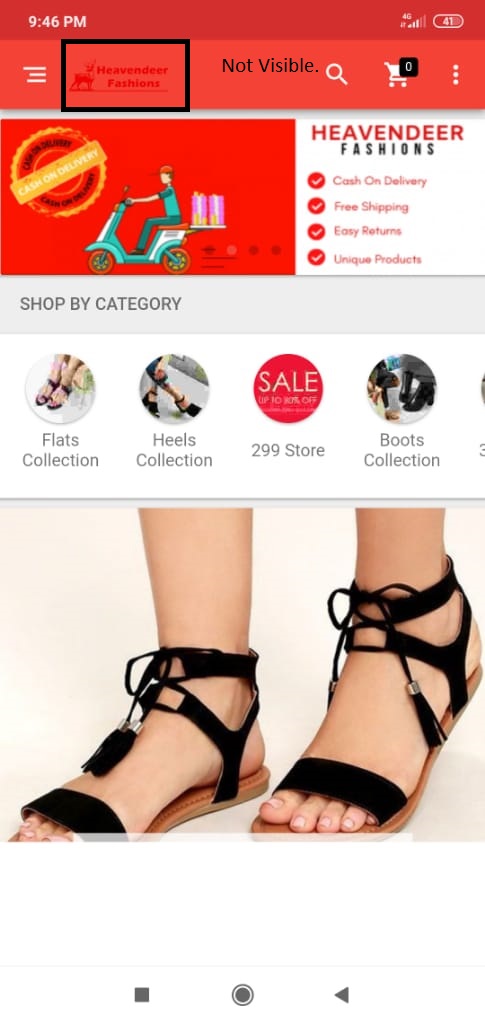 9:46 PM
4G
41
Heavendeer
Fashions
Not Visible.
0
CASH ON DELIVERY
CASH ON DELIVERY
CASH ON DELIVERY
HEAVENDEER
FASHIONS
Cash On Delivery
Free Shipping
Easy Returns
Unique Products
SHOP BY CATEGORY
SALE
UP TO 80% OFF
Flats
Collection
Heels
Collection
299 Store
Boots
Collection
3